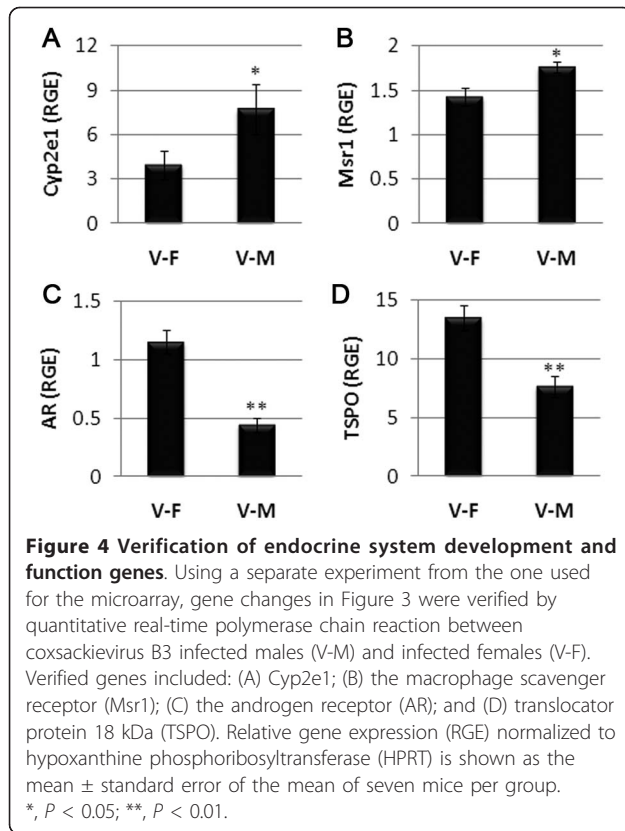 A
Cyp2e1 (RGE)
12
9
6
3
0
*
V-F
V-M
B
Msr1 (RGE)
2
1.5
1
0.5
0
*
V-F
V-M
C
AR (RGE)
1.5
1
0.5
0
**
V-F
V-M
D
TSPO (RGE)
15
10
5
0
**
V-F
V-M
Figure 4 Verification of endocrine system development and
function genes. Using a separate experiment from the one used
for the microarray, gene changes in Figure 3 were verified by
quantitative real-time polymerase chain reaction between
coxsackievirus B3 infected males (V-M) and infected females (V-F).
Verified genes included: (A) Cyp2e1; (B) the macrophage scavenger
receptor (Msr1); (C) the androgen receptor (AR); and (D) translocator
protein 18 kDa (TSPO). Relative gene expression (RGE) normalized to
hypoxanthine phosphoribosyltransferase (HPRT) is shown as the
mean ± standard error of the mean of seven mice per group.
*, P < 0.05; **, P < 0.01.